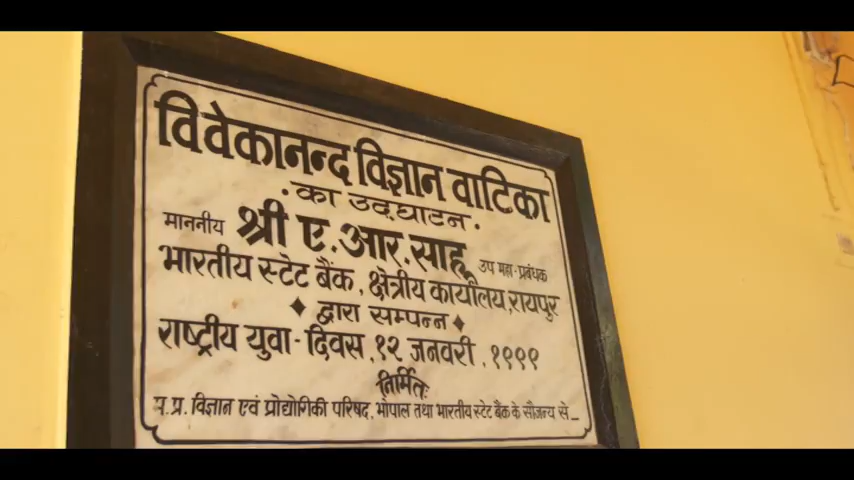 विवेकानन्द विज्ञान वाटिका
• का उदघाटन •
माननीय श्री ए. आर. साहू उप महा-प्रबंधक
भारतीय स्टेट बैंक, क्षेत्रीय कार्यालय, रायपुर
द्वारा सम्पन्न
राष्ट्रीय युवा-दिवस, १२ जनवरी, १९९९
निर्मित:
म.प्र. विज्ञान एवं प्रोद्योगिकी परिषद, भोपाल तथा भारतीय स्टेट बैंक के सौजन्य से_